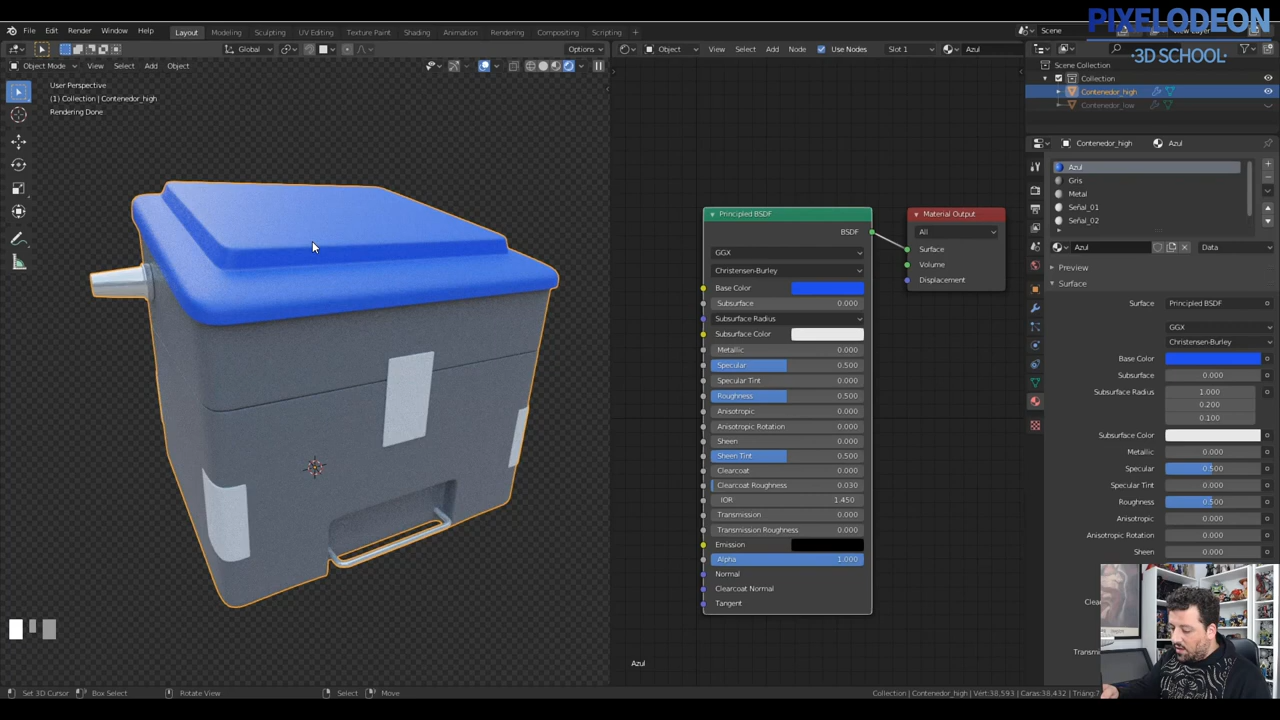 File Edit Render Window Help Layout Modeling Sculpting UV Editing Texture Paint Shading Animation Rendering Compositing Scripting Scene
PIXELODEON
·3D SCHOOL·
Global Options Object View Select Add Node Use Nodes Slot 1 Azul
Object Mode View Select Add Object
User Perspective
(1) Collection | Contenedor_high
Rendering Done
Scene Collection
Collection
Contenedor_high
Contenedor_low
Contenedor_high Azul
Azul
Gris
Metal
Señal_01
Señal_02
Azul Data
Preview
Surface
Surface Principled BSDF
GGX
Christensen-Burley
Base Color
Subsurface 0.000
Subsurface Radius 1.000
0.200
0.100
Subsurface Color
Metallic 0.000
Specular 0.500
Specular Tint 0.000
Roughness 0.500
Anisotropic 0.000
Anisotropic Rotation 0.000
Sheen 0.000
Principled BSDF
BSDF
GGX
Christensen-Burley
Base Color
Subsurface 0.000
Subsurface Radius
Subsurface Color
Metallic 0.000
Specular 0.500
Specular Tint 0.000
Roughness 0.500
Anisotropic 0.000
Anisotropic Rotation 0.000
Sheen 0.000
Sheen Tint 0.500
Clearcoat 0.000
Clearcoat Roughness 0.030
IOR 1.450
Transmission 0.000
Transmission Roughness 0.000
Emission
Alpha 1.000
Normal
Clearcoat Normal
Tangent
Material Output
All
Surface
Volume
Displacement
Azul
Set 3D Cursor Box Select Rotate View Select Move Collection | Contenedor_high | Vért:38,593 | Caras:38,432